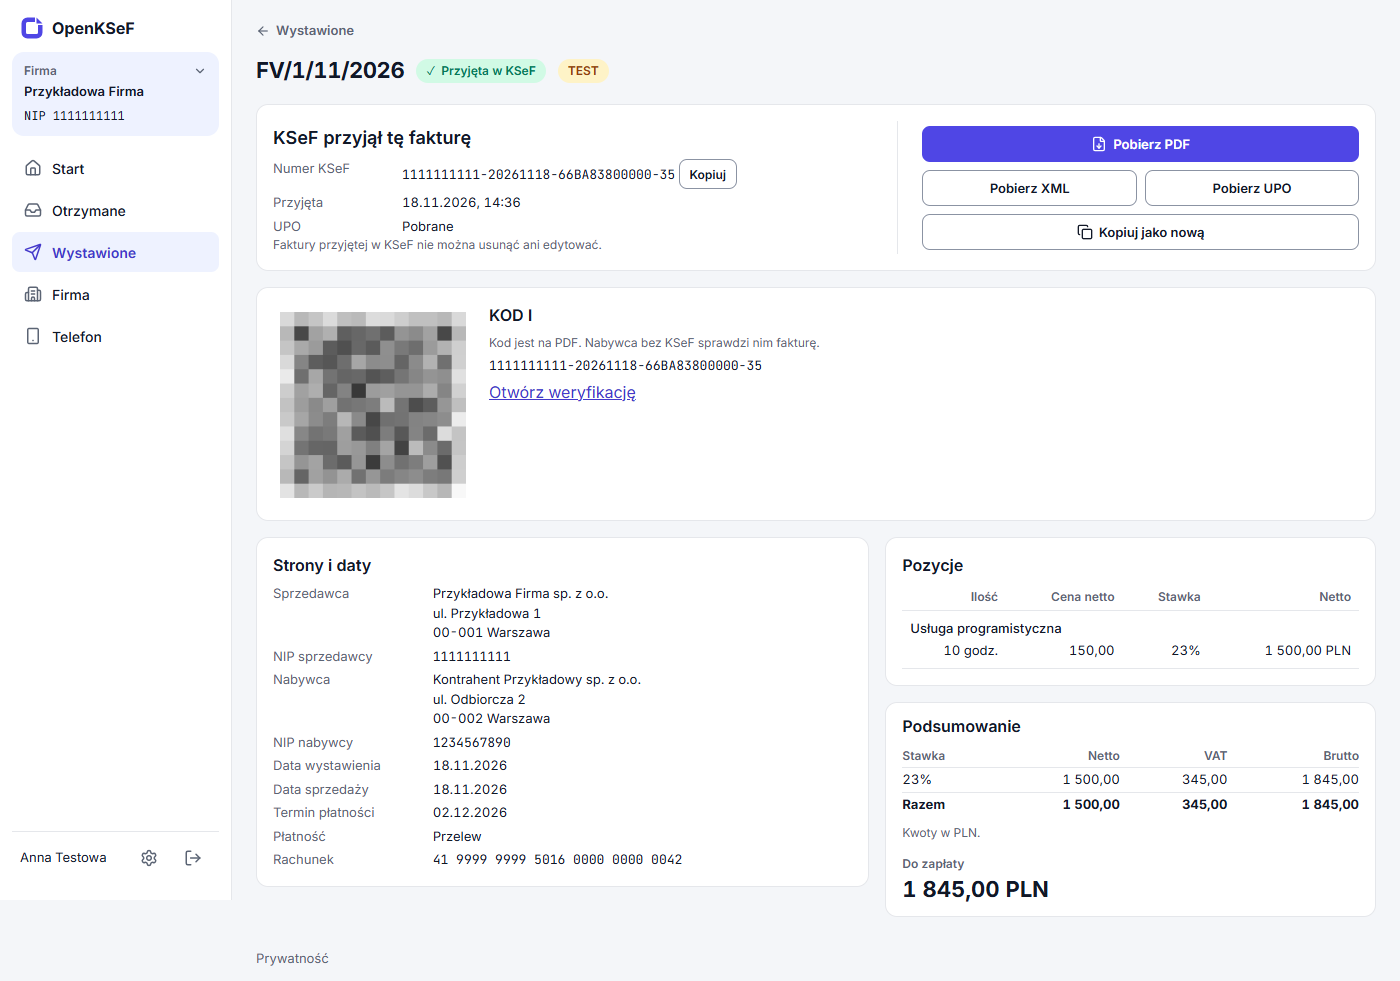 OpenKSeF
Firma
Przykładowa Firma
NIP 1111111111
Start
Otrzymane
Wystawione
Firma
Telefon
Anna Testowa
Wystawione
FV/1/11/2026
✓ Przyjęta w KSeF
TEST
KSeF przyjął tę fakturę
Numer KSeF 1111111111-20261118-66BA83800000-35 Kopiuj
Przyjęta 18.11.2026, 14:36
UPO Pobrane
Faktury przyjętej w KSeF nie można usunąć ani edytować.
Pobierz PDF
Pobierz XML
Pobierz UPO
Kopiuj jako nową
KOD I
Kod jest na PDF. Nabywca bez KSeF sprawdzi nim fakturę.
1111111111-20261118-66BA83800000-35
Otwórz weryfikację
Strony i daty
Sprzedawca Przykładowa Firma sp. z o.o.
ul. Przykładowa 1
00-001 Warszawa
NIP sprzedawcy 1111111111
Nabywca Kontrahent Przykładowy sp. z o.o.
ul. Odbiorcza 2
00-002 Warszawa
NIP nabywcy 1234567890
Data wystawienia 18.11.2026
Data sprzedaży 18.11.2026
Termin płatności 02.12.2026
Płatność Przelew
Rachunek 41 9999 9999 5016 0000 0000 0042
Pozycje
Ilość Cena netto Stawka Netto
Usługa programistyczna
10 godz. 150,00 23% 1 500,00 PLN
Podsumowanie
Stawka Netto VAT Brutto
23% 1 500,00 345,00 1 845,00
Razem 1 500,00 345,00 1 845,00
Kwoty w PLN.
Do zapłaty
1 845,00 PLN
Prywatność